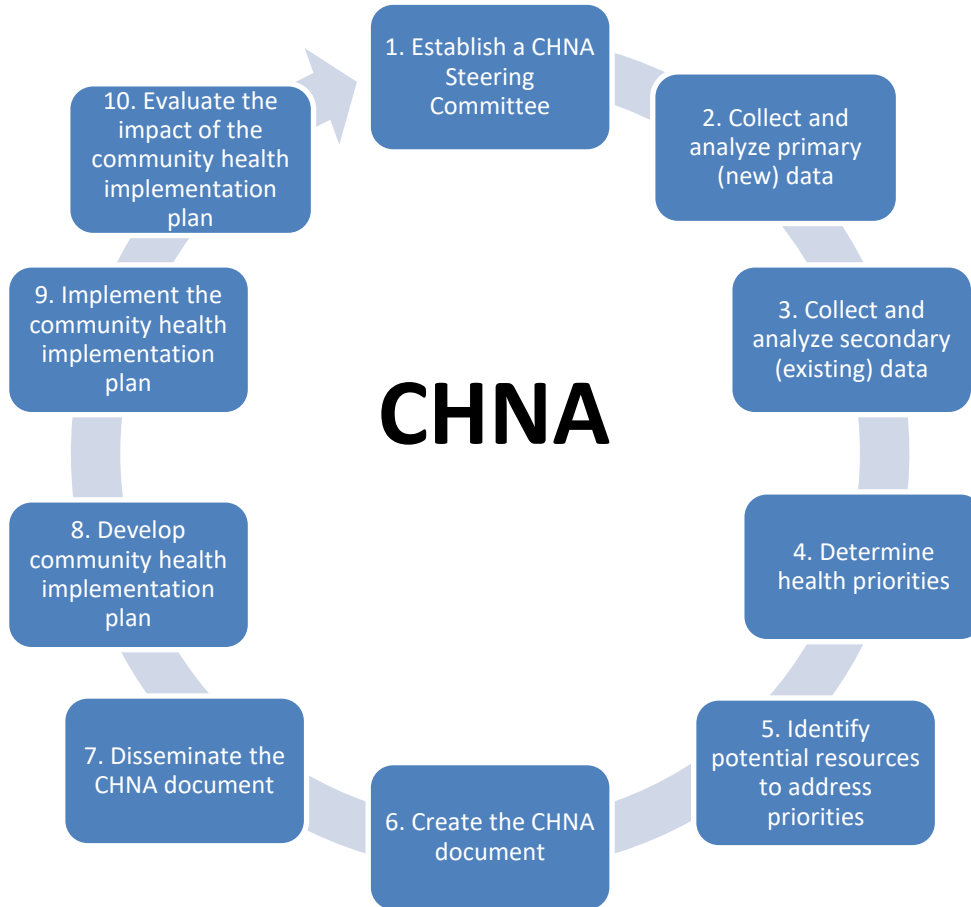 1. Establish a CHNA
Steering
Committee
2. Collect and
analyze primary
(new) data
3. Collect and
analyze secondary
(existing) data
4. Determine
health priorities
5. Identify
potential resources
to address
priorities
6. Create the CHNA
document
7. Disseminate the
CHNA document
8. Develop
community health
implementation
plan
9. Implement the
community health
implementation
plan
10. Evaluate the
impact of the
community health
implementation
plan
CHNA